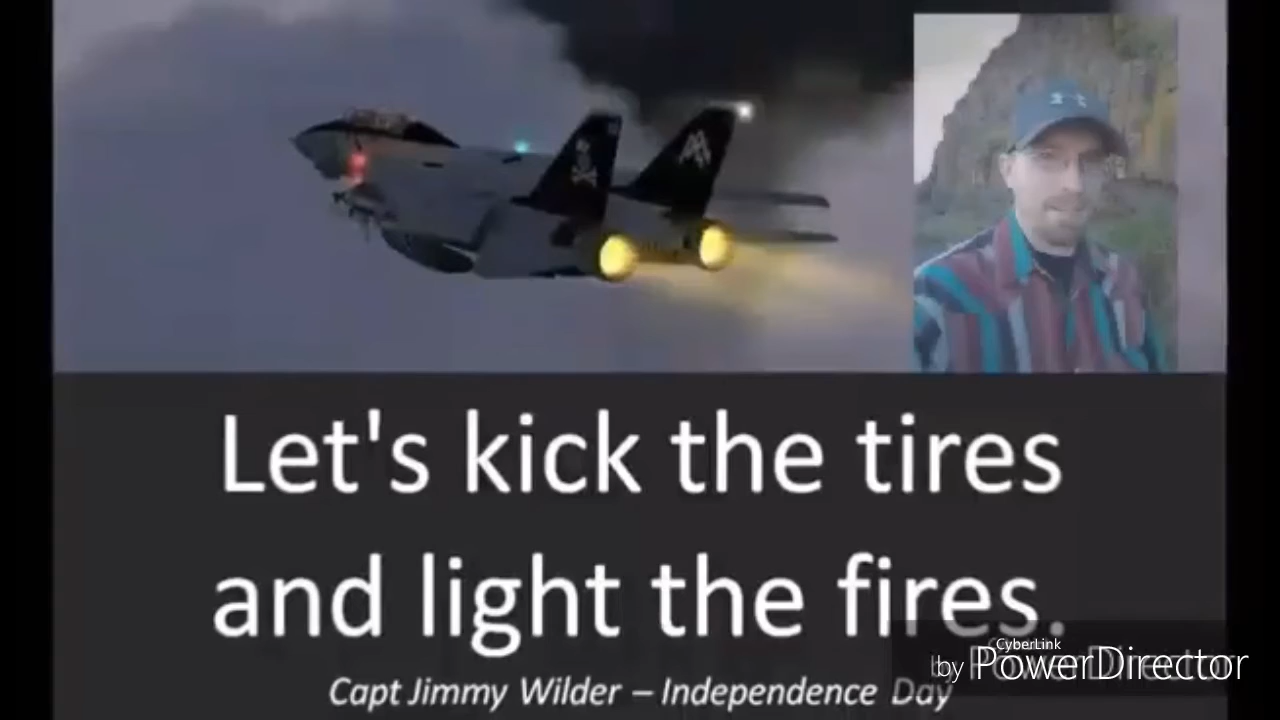 Let's kick the tires
and light the fires.
Capt Jimmy Wilder – Independence Day
CyberLink
by PowerDirector